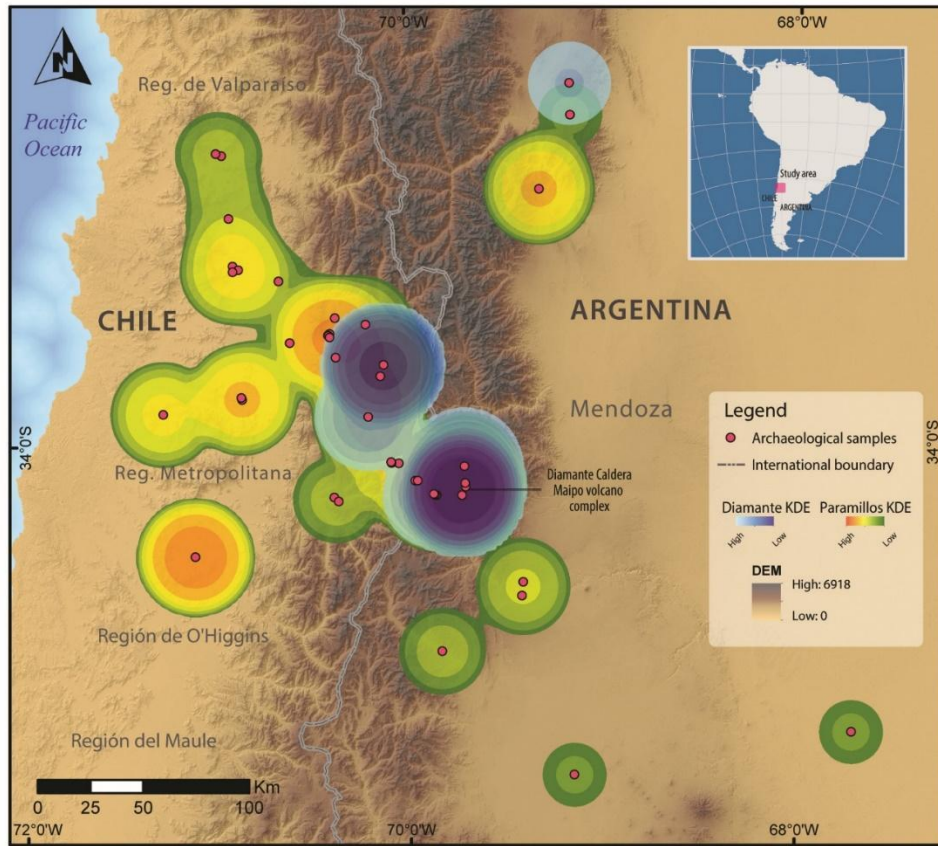 70°0'W
68°0'W
N
Reg. de Valparaíso
Pacific
Ocean
Study area
CHILE
ARGENTINA
CHILE
ARGENTINA
Mendoza
34°0'S
34°0'S
Reg. Metropolitana
Diamante Caldera
Maipo volcano
complex
Legend
Archaeological samples
International boundary
Diamante KDE
Paramillos KDE
High
Low
High
Low
DEM
High: 6918
Low: 0
Región de O'Higgins
Región del Maule
Km
0 25 50 100
72°0'W
70°0'W
68°0'W